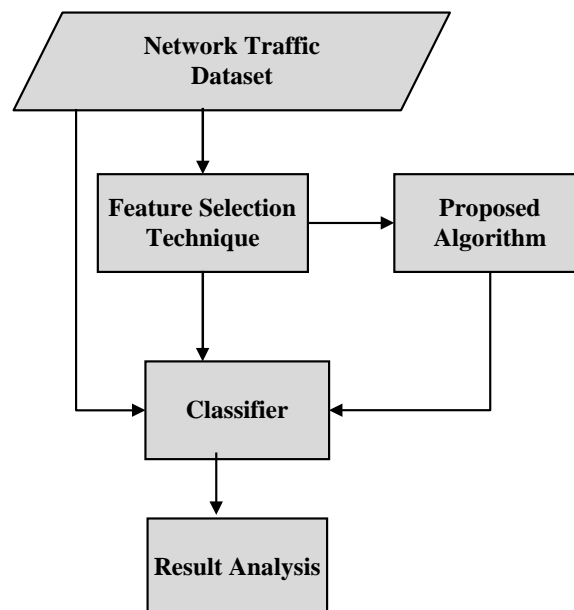 Network Traffic
Dataset
Feature Selection
Technique
Proposed
Algorithm
Classifier
Result Analysis